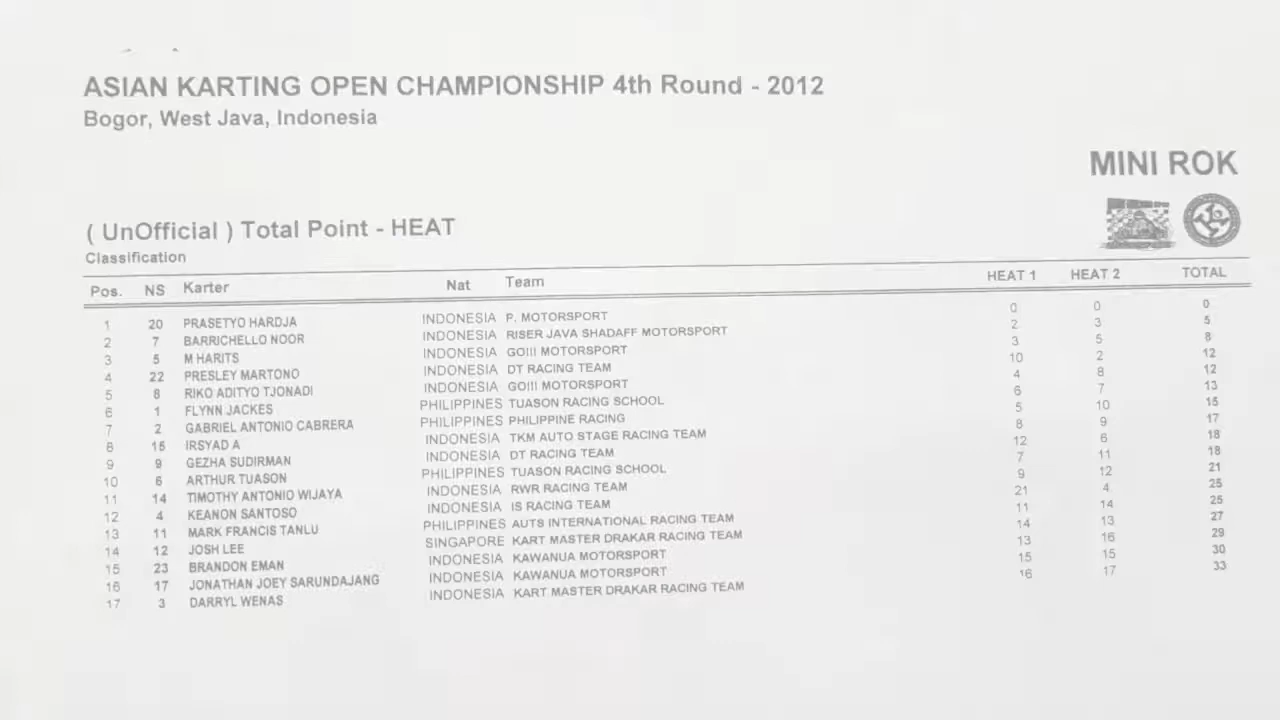 ASIAN KARTING OPEN CHAMPIONSHIP 4th Round - 2012
Bogor, West Java, Indonesia
MINI ROK
( UnOfficial ) Total Point - HEAT
Classification
Pos. NS Karter Nat Team HEAT 1 HEAT 2 TOTAL
1 20 PRASETYO HARDJA INDONESIA P. MOTORSPORT 0 0 0
2 7 BARRICHELLO NOOR INDONESIA RISER JAVA SHADAFF MOTORSPORT 2 3 5
3 5 M HARITS INDONESIA GOIII MOTORSPORT 3 5 8
4 22 PRESLEY MARTONO INDONESIA DT RACING TEAM 10 2 12
5 8 RIKO ADITYO TJONADI INDONESIA GOIII MOTORSPORT 4 8 12
6 1 FLYNN JACKES PHILIPPINES TUASON RACING SCHOOL 6 7 13
7 2 GABRIEL ANTONIO CABRERA PHILIPPINES PHILIPPINE RACING 5 10 15
8 15 IRSYAD A INDONESIA TKM AUTO STAGE RACING TEAM 8 9 17
9 9 GEZHA SUDIRMAN INDONESIA DT RACING TEAM 12 6 18
10 6 ARTHUR TUASON PHILIPPINES TUASON RACING SCHOOL 7 11 18
11 14 TIMOTHY ANTONIO WIJAYA INDONESIA RWR RACING TEAM 9 12 21
12 4 KEANON SANTOSO INDONESIA IS RACING TEAM 21 4 25
13 11 MARK FRANCIS TANLU PHILIPPINES AUTS INTERNATIONAL RACING TEAM 11 14 25
14 12 JOSH LEE SINGAPORE KART MASTER DRAKAR RACING TEAM 14 13 27
15 23 BRANDON EMAN INDONESIA KAWANUA MOTORSPORT 13 16 29
16 17 JONATHAN JOEY SARUNDAJANG INDONESIA KAWANUA MOTORSPORT 15 15 30
17 3 DARRYL WENAS INDONESIA KART MASTER DRAKAR RACING TEAM 16 17 33